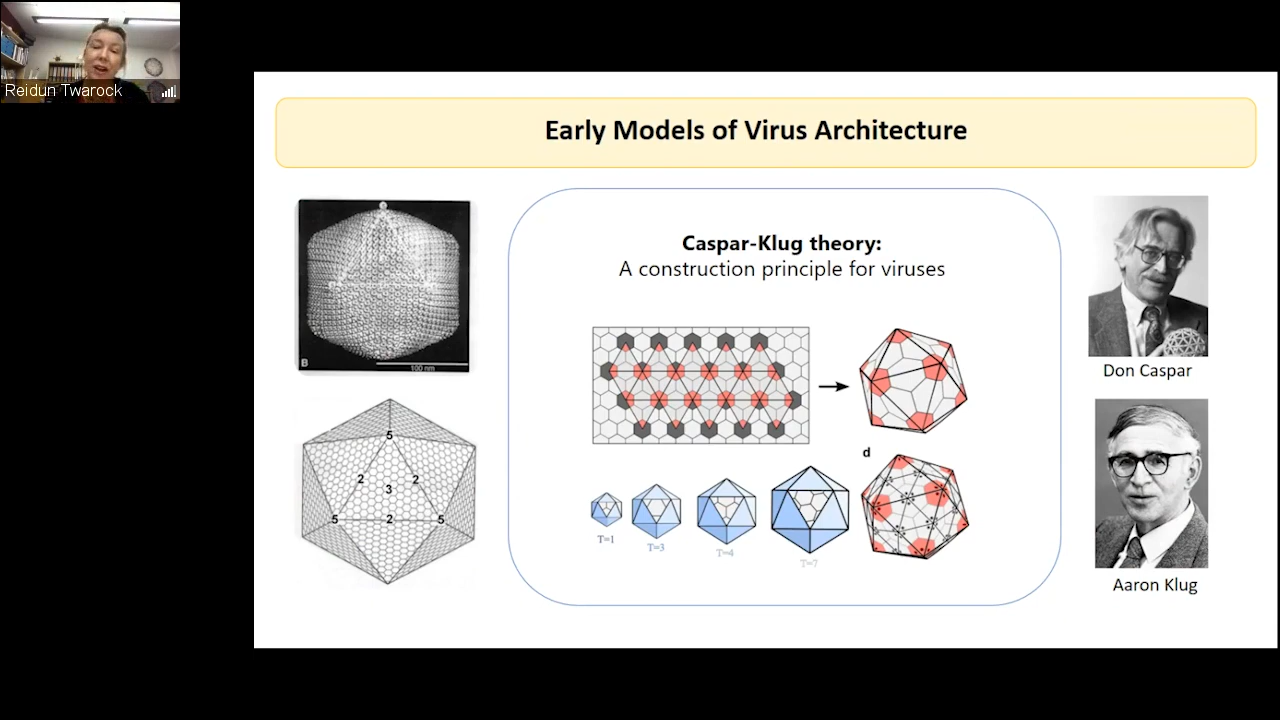 Reidun Twarock
Early Models of Virus Architecture
B
100 nm
Caspar-Klug theory:
A construction principle for viruses
Don Caspar
5
2
2
3
5
2
5
d
T=1
T=3
T=4
T=7
Aaron Klug